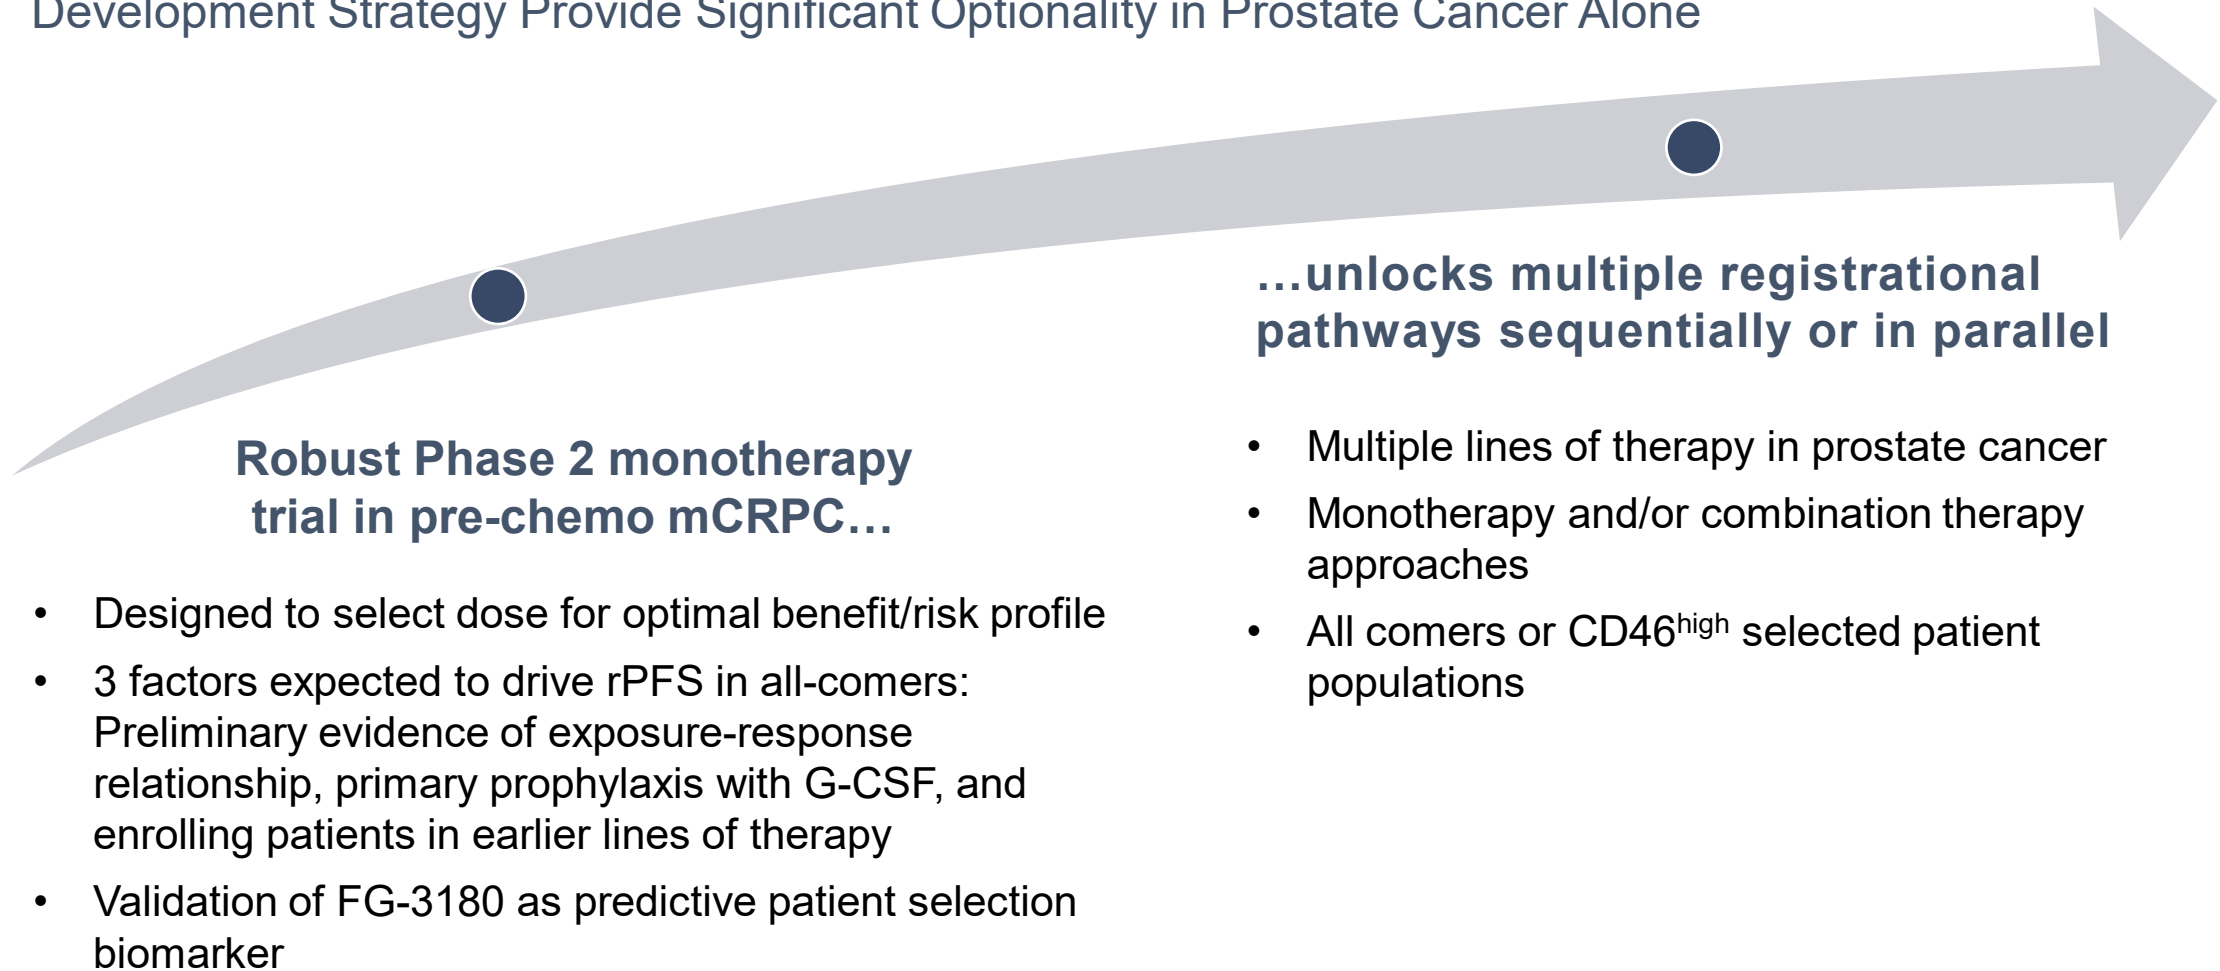 Development Strategy Provide Significant Optionality in Prostate Cancer Alone
Robust Phase 2 monotherapy
trial in pre-chemo mCRPC…
• Designed to select dose for optimal benefit/risk profile
• 3 factors expected to drive rPFS in all-comers:
Preliminary evidence of exposure-response
relationship, primary prophylaxis with G-CSF, and
enrolling patients in earlier lines of therapy
• Validation of FG-3180 as predictive patient selection
biomarker
…unlocks multiple registrational
pathways sequentially or in parallel
• Multiple lines of therapy in prostate cancer
• Monotherapy and/or combination therapy
approaches
• All comers or CD46ʰⁱᵍʰ selected patient
populations